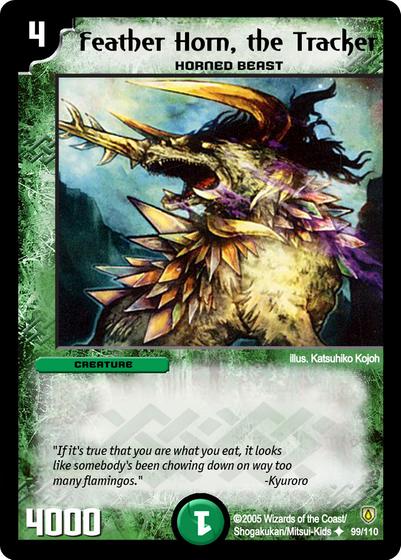 4
Feather Horn, the Tracker
HORNED BEAST
illus. Katsuhiko Kojoh
CREATURE
"If it's true that you are what you eat, it looks
like somebody's been chowing down on way too
many flamingos." -Kyuroro
4000
1
©2005 Wizards of the Coast/
Shogakukan/Mitsui-Kids ✦ 99/110